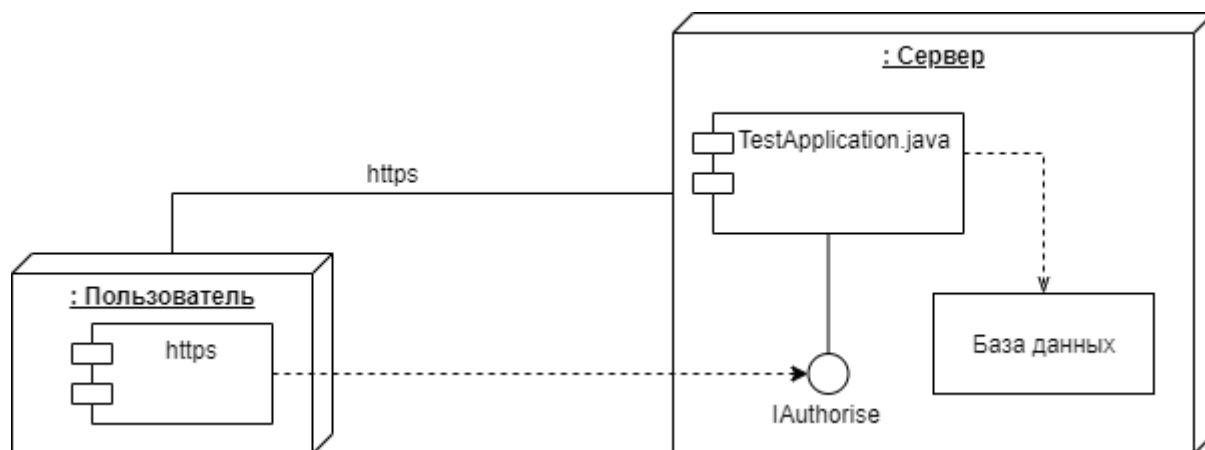 : Сервер
TestApplication.java
https
: Пользователь
https
База данных
IAuthorise